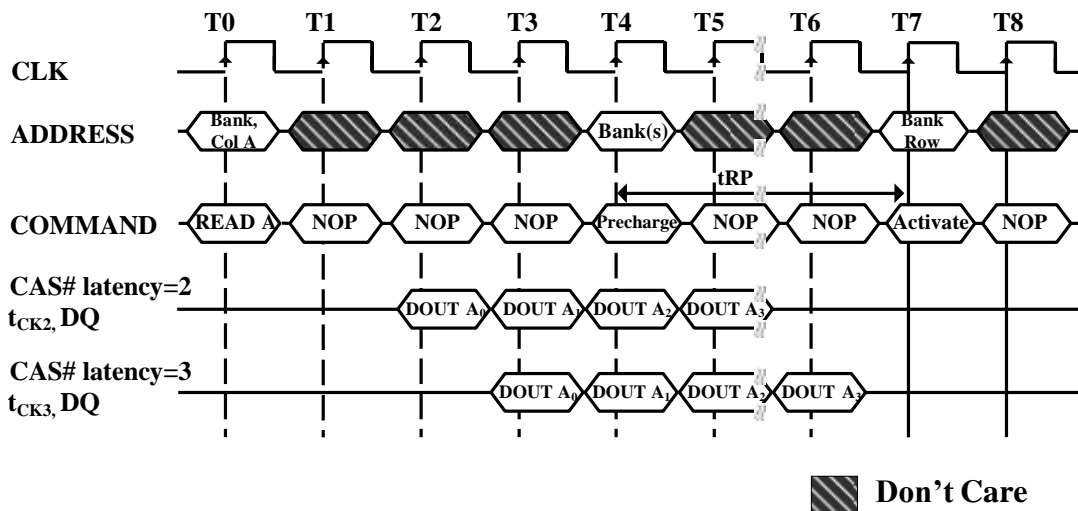 T0 T1 T2 T3 T4 T5 T6 T7 T8
CLK
ADDRESS Bank, Col A Bank(s) Bank Row
tRP
COMMAND READ A NOP NOP NOP Precharge NOP NOP Activate NOP
CAS# latency=2
tCK2, DQ DOUT A0 DOUT A1 DOUT A2 DOUT A3
CAS# latency=3
tCK3, DQ DOUT A0 DOUT A1 DOUT A2 DOUT A3
Don't Care